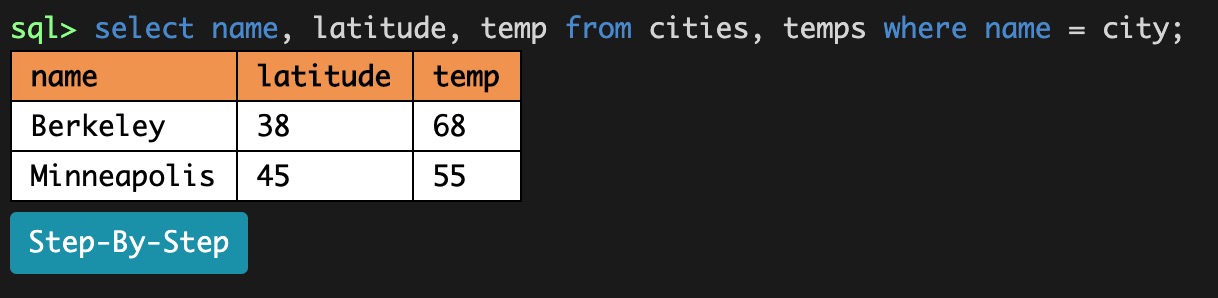 sql> select name, latitude, temp from cities, temps where name = city;
name latitude temp
Berkeley 38 68
Minneapolis 45 55
Step-By-Step